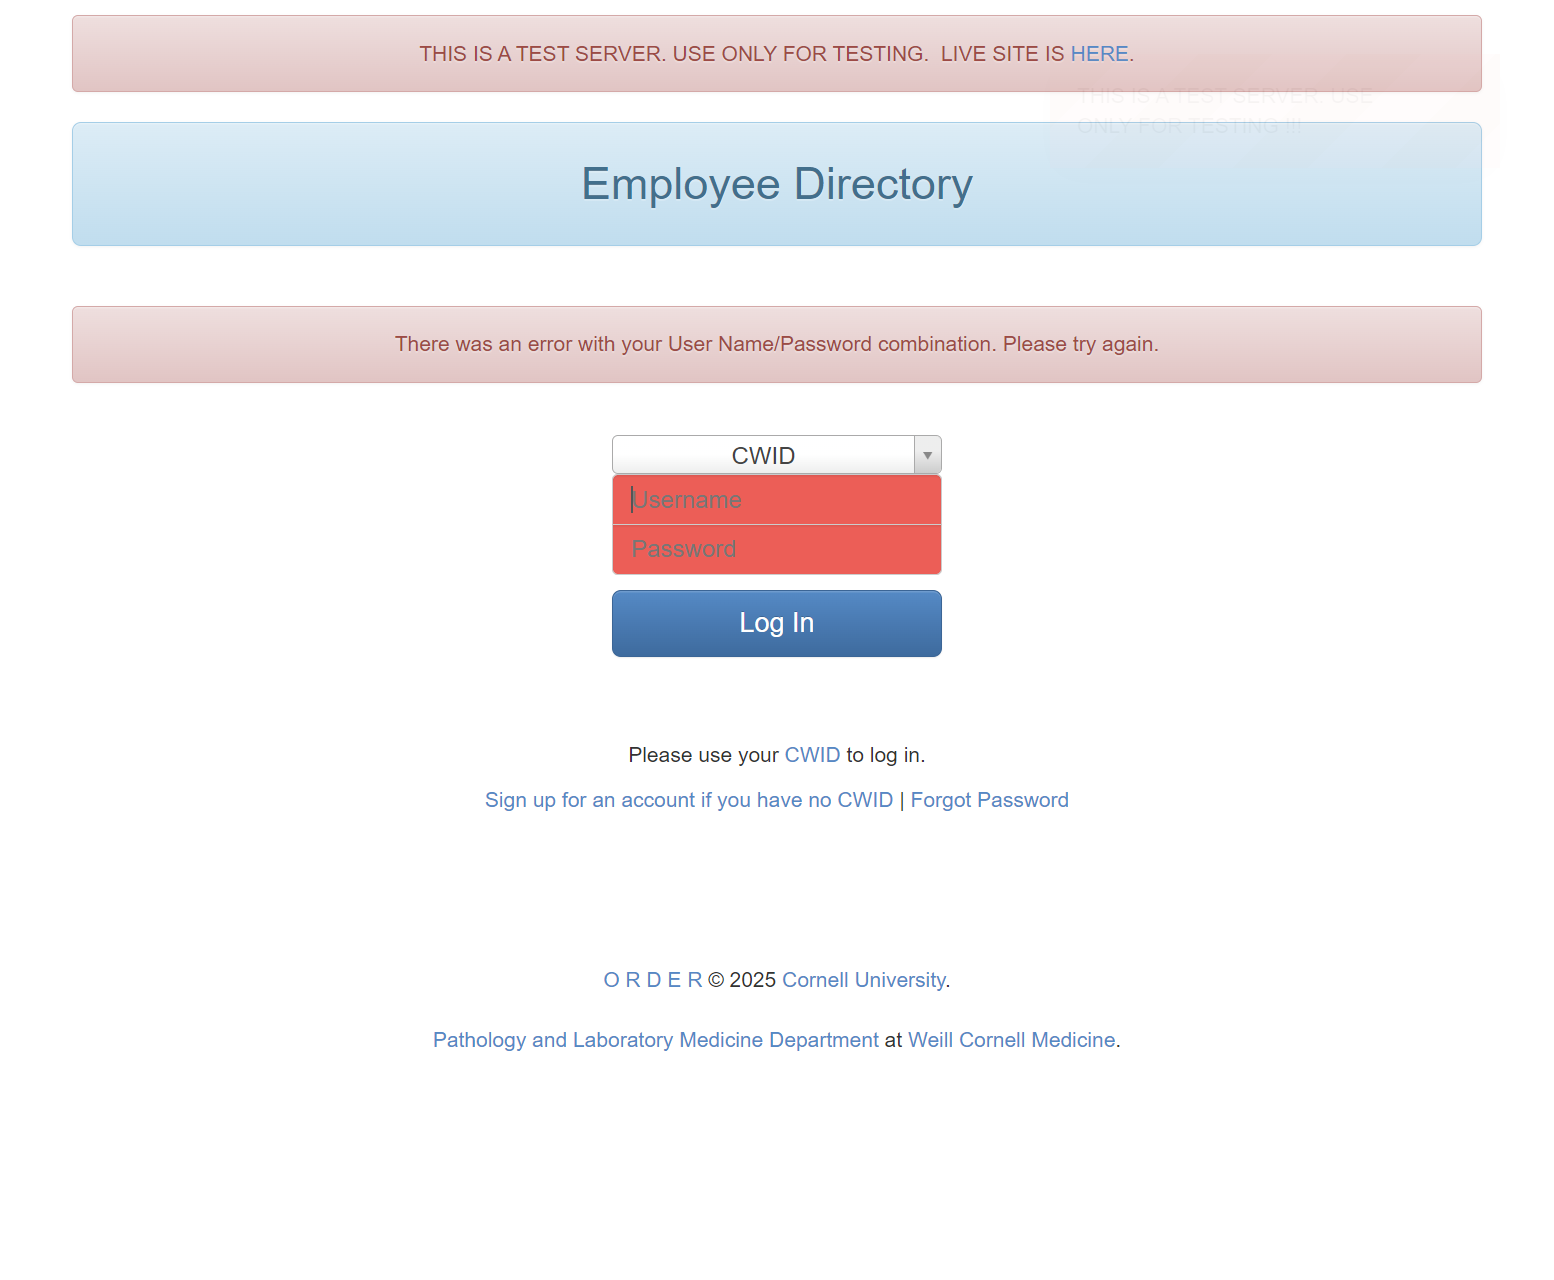 THIS IS A TEST SERVER. USE ONLY FOR TESTING.  LIVE SITE IS HERE.
THIS IS A TEST SERVER. USE
ONLY FOR TESTING !!!
Employee Directory
There was an error with your User Name/Password combination. Please try again.
CWID
Username
Password
Log In
Please use your CWID to log in.
Sign up for an account if you have no CWID | Forgot Password
O R D E R © 2025 Cornell University.
Pathology and Laboratory Medicine Department at Weill Cornell Medicine.